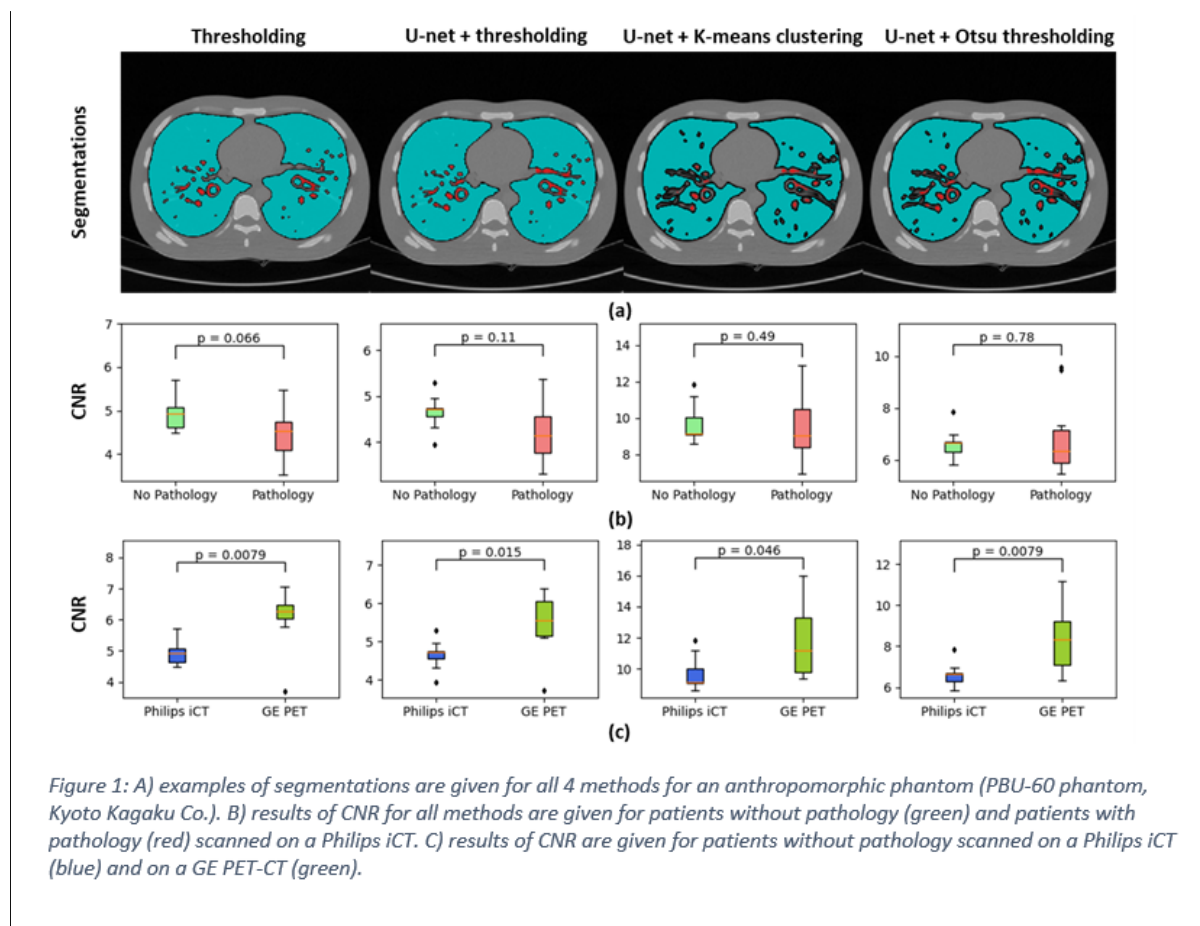 Thresholding
U-net + thresholding
U-net + K-means clustering
U-net + Otsu thresholding
Segmentations
(a)
CNR
7
6
5
4
p = 0.066
No Pathology
Pathology
6
5
4
p = 0.11
No Pathology
Pathology
14
12
10
8
p = 0.49
No Pathology
Pathology
10
8
6
p = 0.78
No Pathology
Pathology
(b)
CNR
8
7
6
5
4
p = 0.0079
Philips iCT
GE PET
7
6
5
4
p = 0.015
Philips iCT
GE PET
18
16
14
12
10
p = 0.046
Philips iCT
GE PET
12
10
8
6
p = 0.0079
Philips iCT
GE PET
(c)
Figure 1: A) examples of segmentations are given for all 4 methods for an anthropomorphic phantom (PBU-60 phantom,
Kyoto Kagaku Co.). B) results of CNR for all methods are given for patients without pathology (green) and patients with
pathology (red) scanned on a Philips iCT. C) results of CNR are given for patients without pathology scanned on a Philips iCT
(blue) and on a GE PET-CT (green).